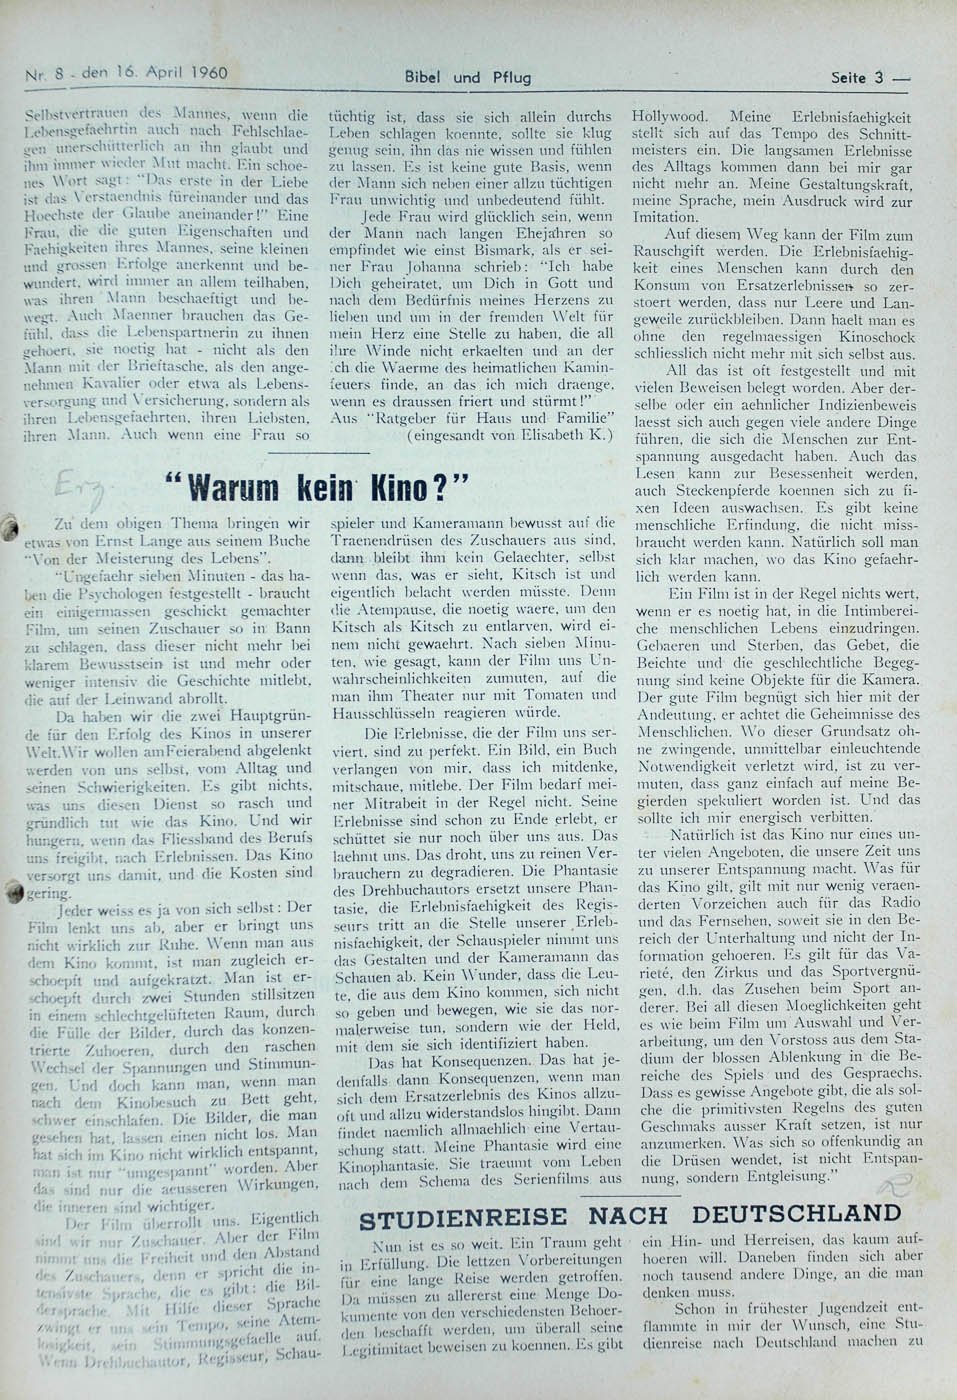 Nr. 8 - den 16. April 1960
Bibel und Pflug
Seite 3 —
Selbstvertrauen des Mannes, wenn die
Lebensgefaehrtin auch nach Fehlschlae-
gen unerschütterlich an ihn glaubt und
ihm immer wieder Mut macht. Ein schoe-
nes Wort sagt: "Das erste in der Liebe
ist das Verstaendnis füreinander und das
Hoechste der Glaube aneinander!" Eine
Frau, die die guten Eigenschaften und
Faehigkeiten ihres Mannes, seine kleinen
und grossen Erfolge anerkennt und be-
wundert, wird immer an allem teilhaben,
was ihren Mann beschaeftigt und be-
wegt. Auch Maenner brauchen das Ge-
fühl, dass die Lebenspartnerin zu ihnen
gehoert, sie noetig hat - nicht als den
Mann mit der Brieftasche, als den ange-
nehmen Kavalier oder etwa als Lebens-
versorgung und Versicherung, sondern als
ihren Lebensgefaehrten, ihren Liebsten,
ihren Mann. Auch wenn eine Frau so
tüchtig ist, dass sie sich allein durchs
Leben schlagen koennte, sollte sie klug
genug sein, ihn das nie wissen und fühlen
zu lassen. Es ist keine gute Basis, wenn
der Mann sich neben einer allzu tüchtigen
Frau unwichtig und unbedeutend fühlt.
Jede Frau wird glücklich sein, wenn
der Mann nach langen Ehejahren so
empfindet wie einst Bismark, als er sei-
ner Frau Johanna schrieb: "Ich habe
Dich geheiratet, um Dich in Gott und
nach dem Bedürfnis meines Herzens zu
lieben und um in der fremden Welt für
mein Herz eine Stelle zu haben, die all
ihre Winde nicht erkaelten und an der
ich die Waerme des heimatlichen Kamin-
feuers finde, an das ich mich draenge,
wenn es draussen friert und stürmt!"
Aus "Ratgeber für Haus und Familie"
(eingesandt von Elisabeth K.)
Erz.
"Warum kein Kino?"
Zu dem obigen Thema bringen wir
etwas von Ernst Lange aus seinem Buche
"Von der Meisterung des Lebens".
"Ungefaehr sieben Minuten - das ha-
ben die Psychologen festgestellt - braucht
ein einigermassen geschickt gemachter
Film, um seinen Zuschauer so in Bann
zu schlagen, dass dieser nicht mehr bei
klarem Bewusstsein ist und mehr oder
weniger intensiv die Geschichte mitlebt,
die auf der Leinwand abrollt.
Da haben wir die zwei Hauptgrün-
de für den Erfolg des Kinos in unserer
Welt.Wir wollen amFeierabend abgelenkt
werden von uns selbst, vom Alltag und
seinen Schwierigkeiten. Es gibt nichts,
was uns diesen Dienst so rasch und
gründlich tut wie das Kino. Und wir
hungern, wenn das Fliessband des Berufs
uns freigibt, nach Erlebnissen. Das Kino
versorgt uns damit, und die Kosten sind
gering.
Jeder weiss es ja von sich selbst: Der
Film lenkt uns ab, aber er bringt uns
nicht wirklich zur Ruhe. Wenn man aus
dem Kino kommt, ist man zugleich er-
schoepft und aufgekratzt. Man ist er-
schoepft durch zwei Stunden stillsitzen
in einem schlechtgelüfteten Raum, durch
die Fülle der Bilder, durch das konzen-
trierte Zuhoeren, durch den raschen
Wechsel der Spannungen und Stimmun-
gen. Und doch kann man, wenn man
nach dem Kinobesuch zu Bett geht,
schwer einschlafen. Die Bilder, die man
gesehen hat, lassen einen nicht los. Man
hat sich im Kino nicht wirklich entspannt,
man ist nur "umgespannt" worden. Aber
das sind nur die aeusseren Wirkungen,
die inneren sind wichtiger.
Der Film überrollt uns. Eigentlich
sind wir nur Zuschauer. Aber der Film
nimmt uns die Freiheit und den Abstand
des Zuschauers, denn er spricht die in-
tensivste Sprache, die es gibt: die Bil-
dersprache. Mit Hilfe dieser Sprache
zwingt er uns sein Tempo, seine Atem-
losigkeit, sein Stimmungsgefaelle auf.
Wenn Drehbuchautor, Regisseur, Schau-
spieler und Kameramann bewusst auf die
Traenendrüsen des Zuschauers aus sind,
dann bleibt ihm kein Gelaechter, selbst
wenn das, was er sieht, Kitsch ist und
eigentlich belacht werden müsste. Denn
die Atempause, die noetig waere, um den
Kitsch als Kitsch zu entlarven, wird ei-
nem nicht gewaehrt. Nach sieben Minu-
ten, wie gesagt, kann der Film uns Un-
wahrscheinlichkeiten zumuten, auf die
man ihm Theater nur mit Tomaten und
Hausschlüsseln reagieren würde.
Die Erlebnisse, die der Film uns ser-
viert, sind zu perfekt. Ein Bild, ein Buch
verlangen von mir, dass ich mitdenke,
mitschaue, mitlebe. Der Film bedarf mei-
ner Mitrabeit in der Regel nicht. Seine
Erlebnisse sind schon zu Ende erlebt, er
schüttet sie nur noch über uns aus. Das
laehmt uns. Das droht, uns zu reinen Ver-
brauchern zu degradieren. Die Phantasie
des Drehbuchautors ersetzt unsere Phan-
tasie, die Erlebnisfaehigkeit des Regis-
seurs tritt an die Stelle unserer Erleb-
nisfaehigkeit, der Schauspieler nimmt uns
das Gestalten und der Kameramann das
Schauen ab. Kein Wunder, dass die Leu-
te, die aus dem Kino kommen, sich nicht
so geben und bewegen, wie sie das nor-
malerweise tun, sondern wie der Held,
mit dem sie sich identifiziert haben.
Das hat Konsequenzen. Das hat je-
denfalls dann Konsequenzen, wenn man
sich dem Ersatzerlebnis des Kinos allzu-
oft und allzu widerstandslos hingibt. Dann
findet naemlich allmaehlich eine Vertau-
schung statt. Meine Phantasie wird eine
Kinophantasie. Sie traeumt vom Leben
nach dem Schema des Serienfilms aus
Hollywood. Meine Erlebnisfaehigkeit
stellt sich auf das Tempo des Schnitt-
meisters ein. Die langsamen Erlebnisse
des Alltags kommen dann bei mir gar
nicht mehr an. Meine Gestaltungskraft,
meine Sprache, mein Ausdruck wird zur
Imitation.
Auf diesem Weg kann der Film zum
Rauschgift werden. Die Erlebnisfaehig-
keit eines Menschen kann durch den
Konsum von Ersatzerlebnissen so zer-
stoert werden, dass nur Leere und Lan-
geweile zurückbleiben. Dann haelt man es
ohne den regelmaessigen Kinoschock
schliesslich nicht mehr mit sich selbst aus.
All das ist oft festgestellt und mit
vielen Beweisen belegt worden. Aber der-
selbe oder ein aehnlicher Indizienbeweis
laesst sich auch gegen viele andere Dinge
führen, die sich die Menschen zur Ent-
spannung ausgedacht haben. Auch das
Lesen kann zur Besessenheit werden,
auch Steckenpferde koennen sich zu fi-
xen Ideen auswachsen. Es gibt keine
menschliche Erfindung, die nicht miss-
braucht werden kann. Natürlich soll man
sich klar machen, wo das Kino gefaehr-
lich werden kann.
Ein Film ist in der Regel nichts wert,
wenn er es noetig hat, in die Intimberei-
che menschlichen Lebens einzudringen.
Gebaeren und Sterben, das Gebet, die
Beichte und die geschlechtliche Begeg-
nung sind keine Objekte für die Kamera.
Der gute Film begnügt sich hier mit der
Andeutung, er achtet die Geheimnisse des
Menschlichen. Wo dieser Grundsatz oh-
ne zwingende, unmittelbar einleuchtende
Notwendigkeit verletzt wird, ist zu ver-
muten, dass ganz einfach auf meine Be-
gierden spekuliert worden ist. Und das
sollte ich mir energisch verbitten.
Natürlich ist das Kino nur eines un-
ter vielen Angeboten, die unsere Zeit uns
zu unserer Entspannung macht. Was für
das Kino gilt, gilt mit nur wenig veraen-
derten Vorzeichen auch für das Radio
und das Fernsehen, soweit sie in den Be-
reich der Unterhaltung und nicht der In-
formation gehoeren. Es gilt für das Va-
rieté, den Zirkus und das Sportvergnü-
gen, d.h. das Zusehen beim Sport an-
derer. Bei all diesen Moeglichkeiten geht
es wie beim Film um Auswahl und Ver-
arbeitung, um den Vorstoss aus dem Sta-
dium der blossen Ablenkung in die Be-
reiche des Spiels und des Gespraechs.
Dass es gewisse Angebote gibt, die als sol-
che die primitivsten Regelns des guten
Geschmaks ausser Kraft setzen, ist nur
anzumerken. Was sich so offenkundig an
die Drüsen wendet, ist nicht Entspan-
nung, sondern Entgleisung."
STUDIENREISE NACH DEUTSCHLAND
Nun ist es so weit. Ein Traum geht
in Erfüllung. Die lettzen Vorbereitungen
für eine lange Reise werden getroffen.
Da müssen zu allererst eine Menge Do-
kumente von den verschiedensten Behoer-
den beschafft werden, um überall seine
Legitimitaet beweisen zu koennen. Es gibt
ein Hin- und Herreisen, das kaum auf-
hoeren will. Daneben finden sich aber
noch tausend andere Dinge, an die man
denken muss.
Schon in frühester Jugendzeit ent-
flammte in mir der Wunsch, eine Stu-
dienreise nach Deutschland machen zu